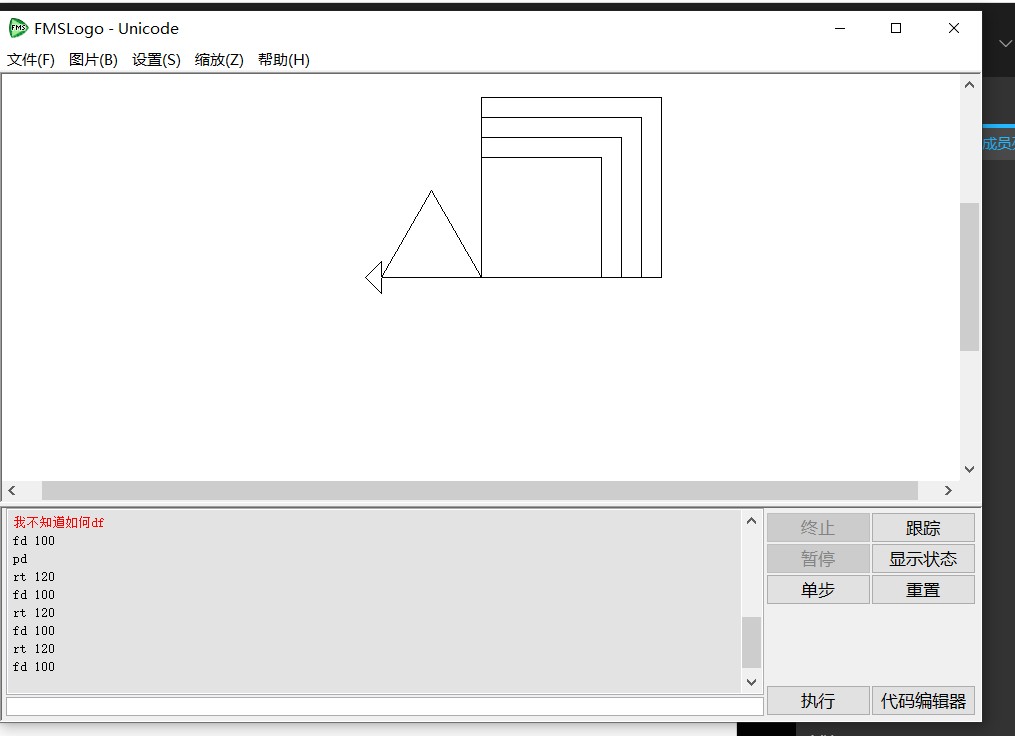 FMSLogo - Unicode
文件(F) 图片(B) 设置(S) 缩放(Z) 帮助(H)
成员
我不知道如何df
fd 100
pd
rt 120
fd 100
rt 120
fd 100
rt 120
fd 100
终止 跟踪
暂停 显示状态
单步 重置
执行 代码编辑器